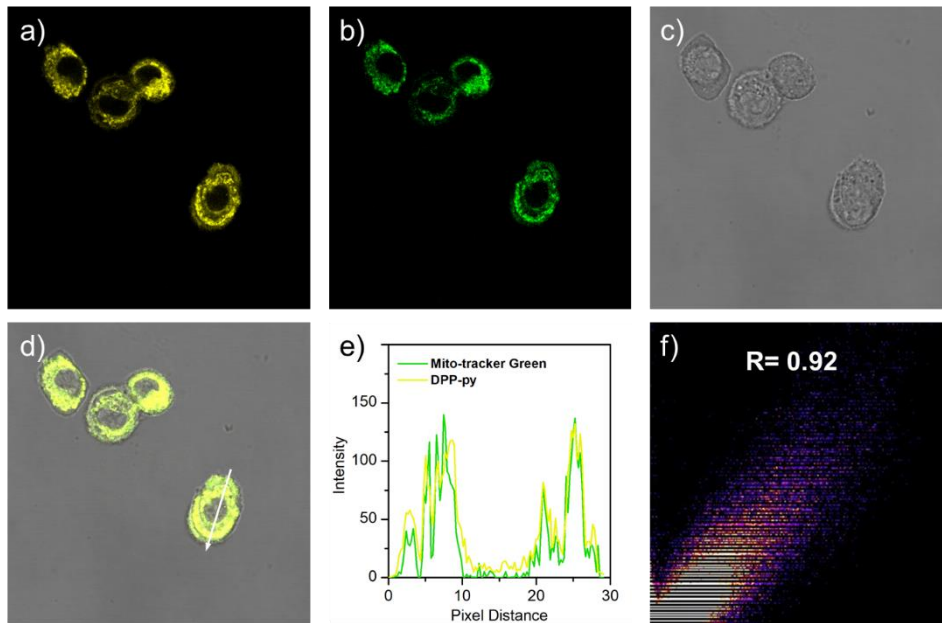 a)
b)
c)
d)
e)
Mito-tracker Green
DPP-py
150
100
50
0
Intensity
0 10 20 30
Pixel Distance
f)
R= 0.92